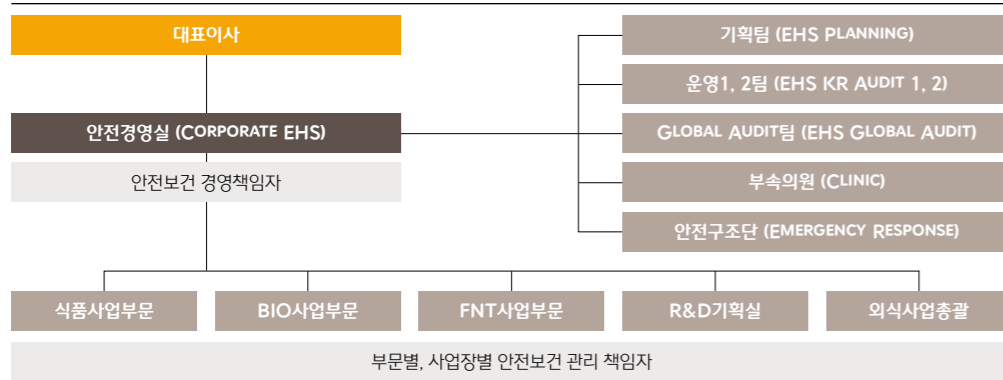 대표이사
안전경영실 (CORPORATE EHS)
안전보건 경영책임자
기획팀 (EHS PLANNING)
운영1, 2팀 (EHS KR AUDIT 1, 2)
GLOBAL AUDIT팀 (EHS GLOBAL AUDIT)
부속의원 (CLINIC)
안전구조단 (EMERGENCY RESPONSE)
식품사업부문
BIO사업부문
FNT사업부문
R&D기획실
외식사업총괄
부문별, 사업장별 안전보건 관리 책임자